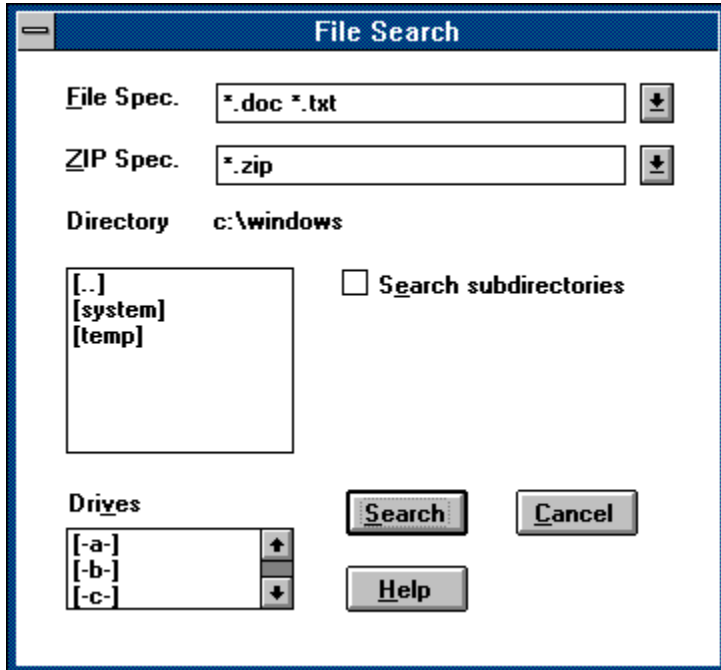 File Search
File Spec.
*.doc *.txt
ZIP Spec.
*.zip
Directory
c:\windows
[..]
[system]
[temp]
Search subdirectories
Drives
[-a-]
[-b-]
[-c-]
Search
Cancel
Help